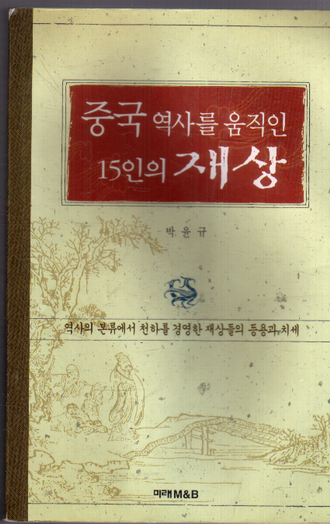 중국 역사를 움직인
15인의 재상
박윤규
역사의 본류에서 천하를 경영한 재상들의 등용과 치세
미래M&B